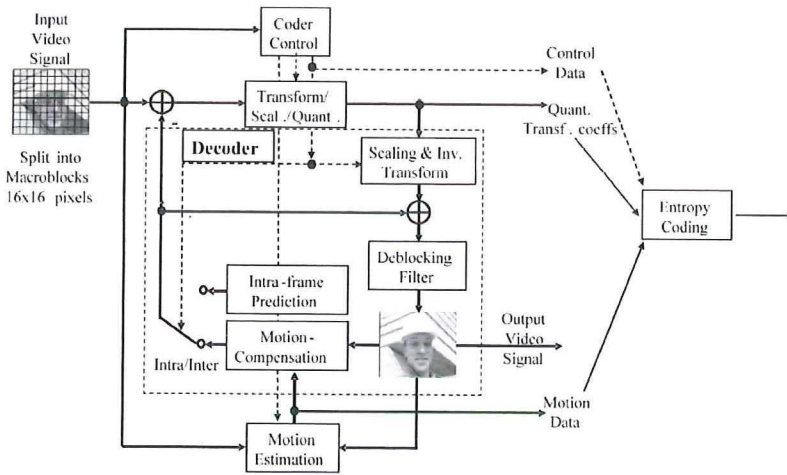 Input
Video
Signal
Coder
Control
Control
Data
Transform/
Scal./Quant.
Quant.
Transf. coeffs
Decoder
Scaling & Inv.
Transform
Split into
Macroblocks
16x16 pixels
Entropy
Coding
Deblocking
Filter
Intra-frame
Prediction
Output
Video
Signal
Motion-
Compensation
Intra/Inter
Motion
Data
Motion
Estimation